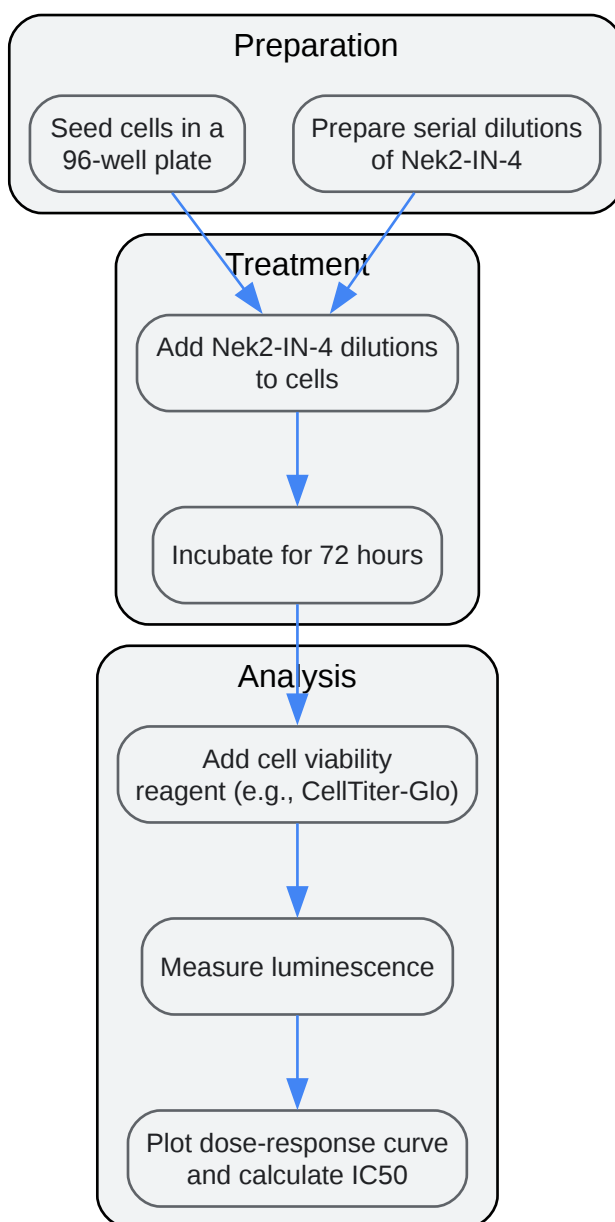 Preparation
Seed cells in a
96-well plate
Prepare serial dilutions
of Nek2-IN-4
Treatment
Add Nek2-IN-4 dilutions
to cells
Incubate for 72 hours
Analysis
Add cell viability
reagent (e.g., CellTiter-Glo)
Measure luminescence
Plot dose-response curve
and calculate IC50